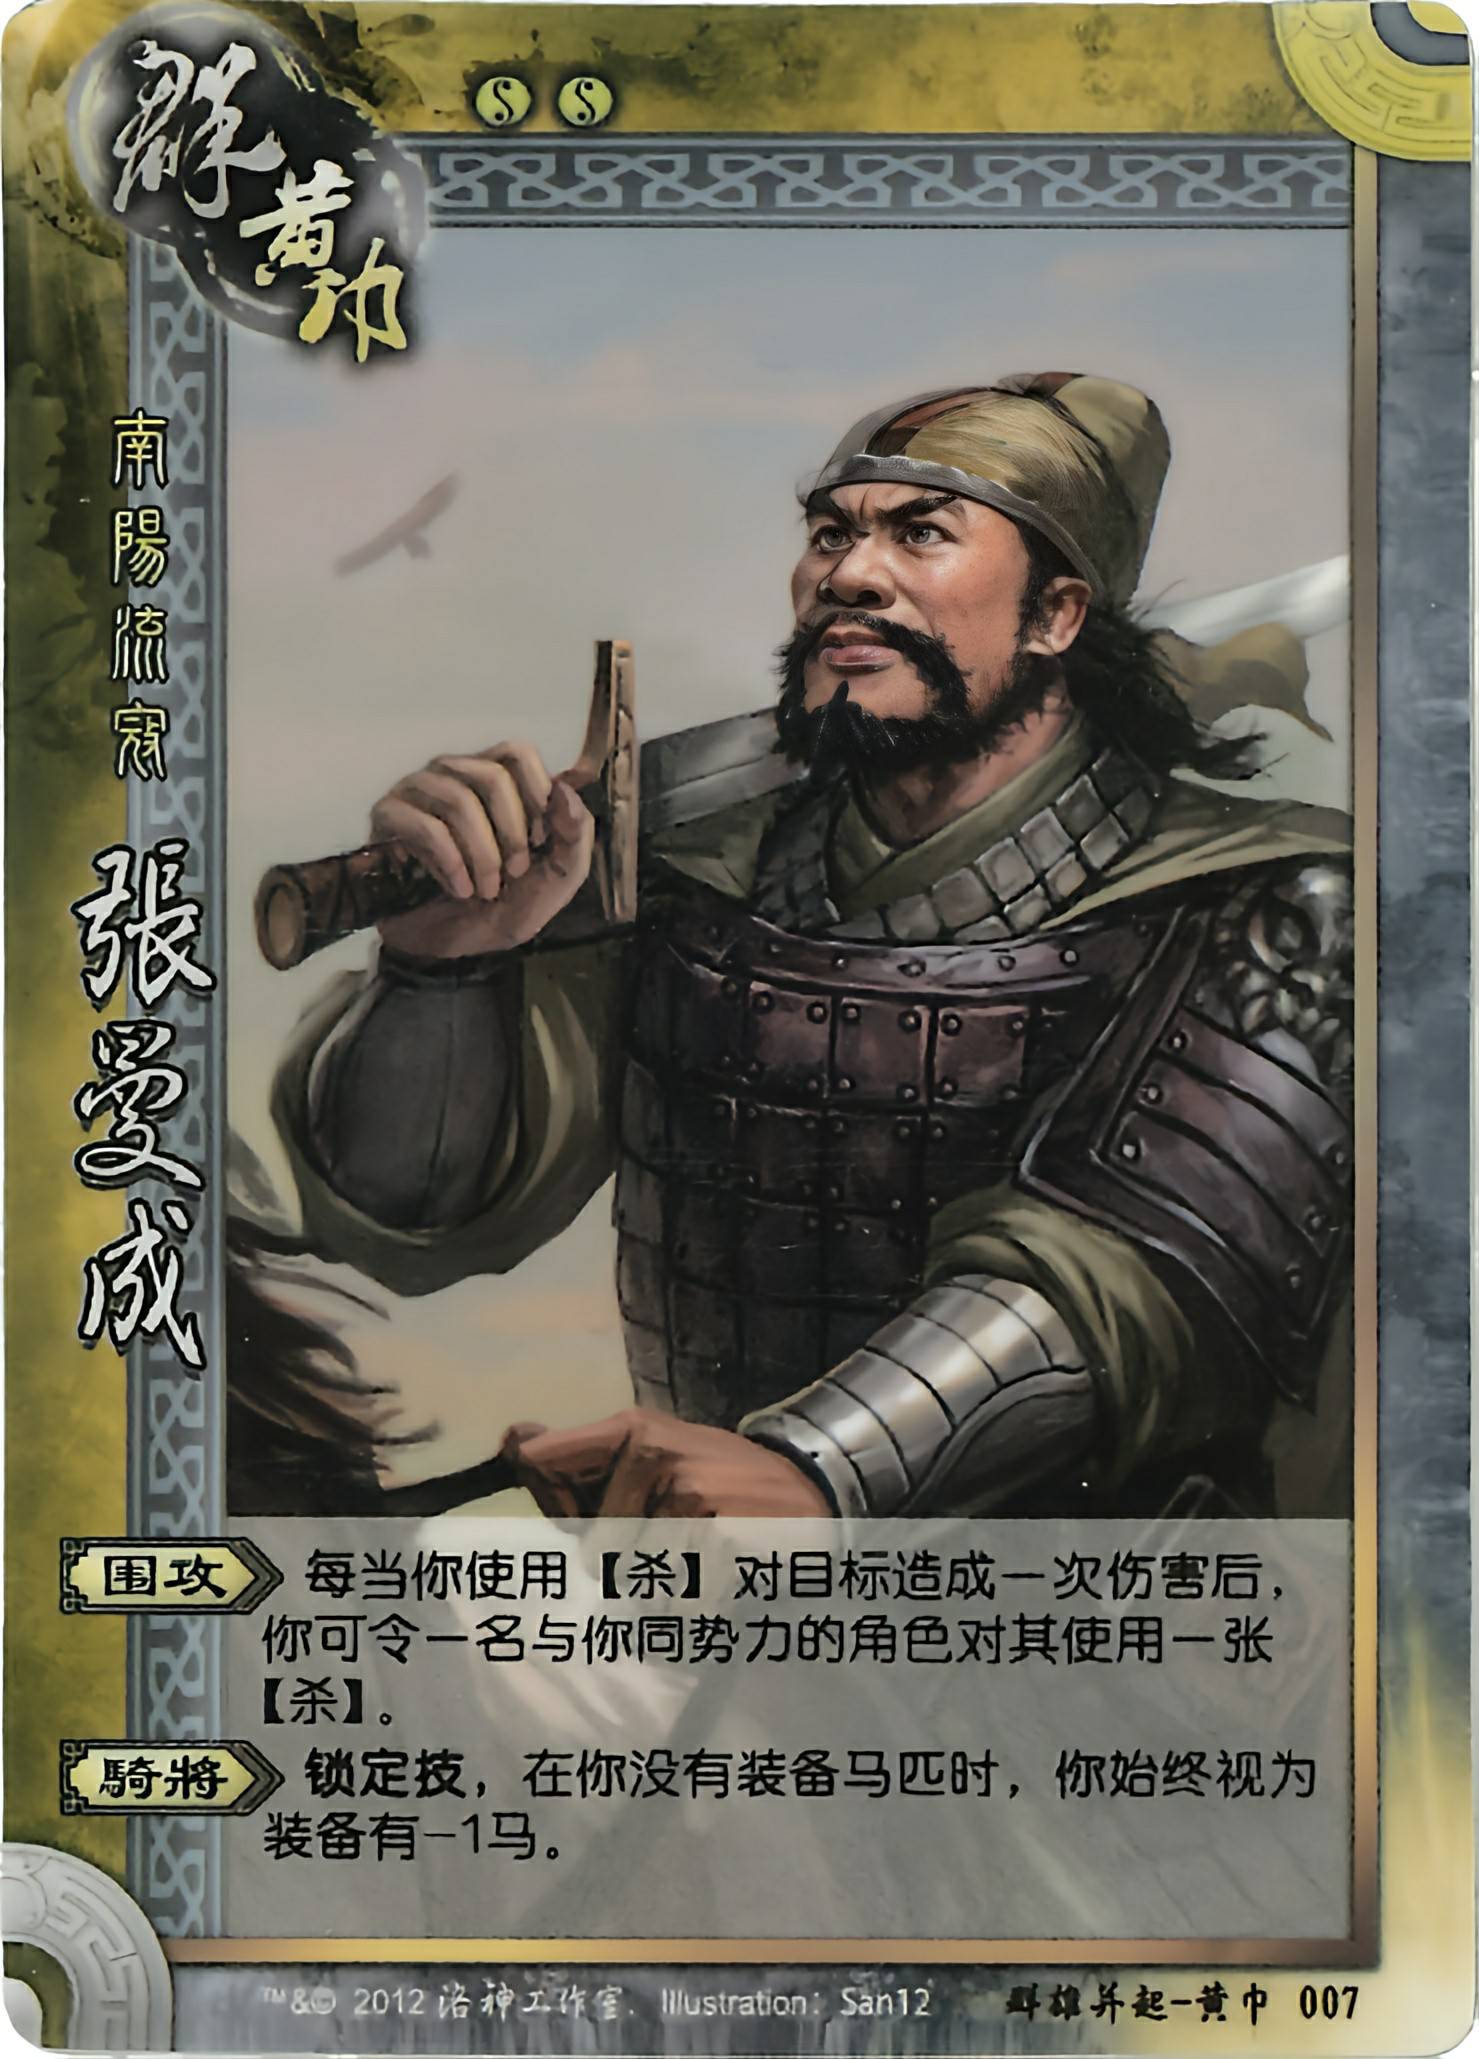 群
黄巾
南陽流寇
張曼成
围攻
每当你使用【杀】对目标造成一次伤害后，
你可令一名与你同势力的角色对其使用一张
【杀】。
騎將
锁定技，在你没有装备马匹时，你始终视为
装备有-1马。
™&© 2012 洛神工作室. Illustration: San12
群雄并起-黄巾 007